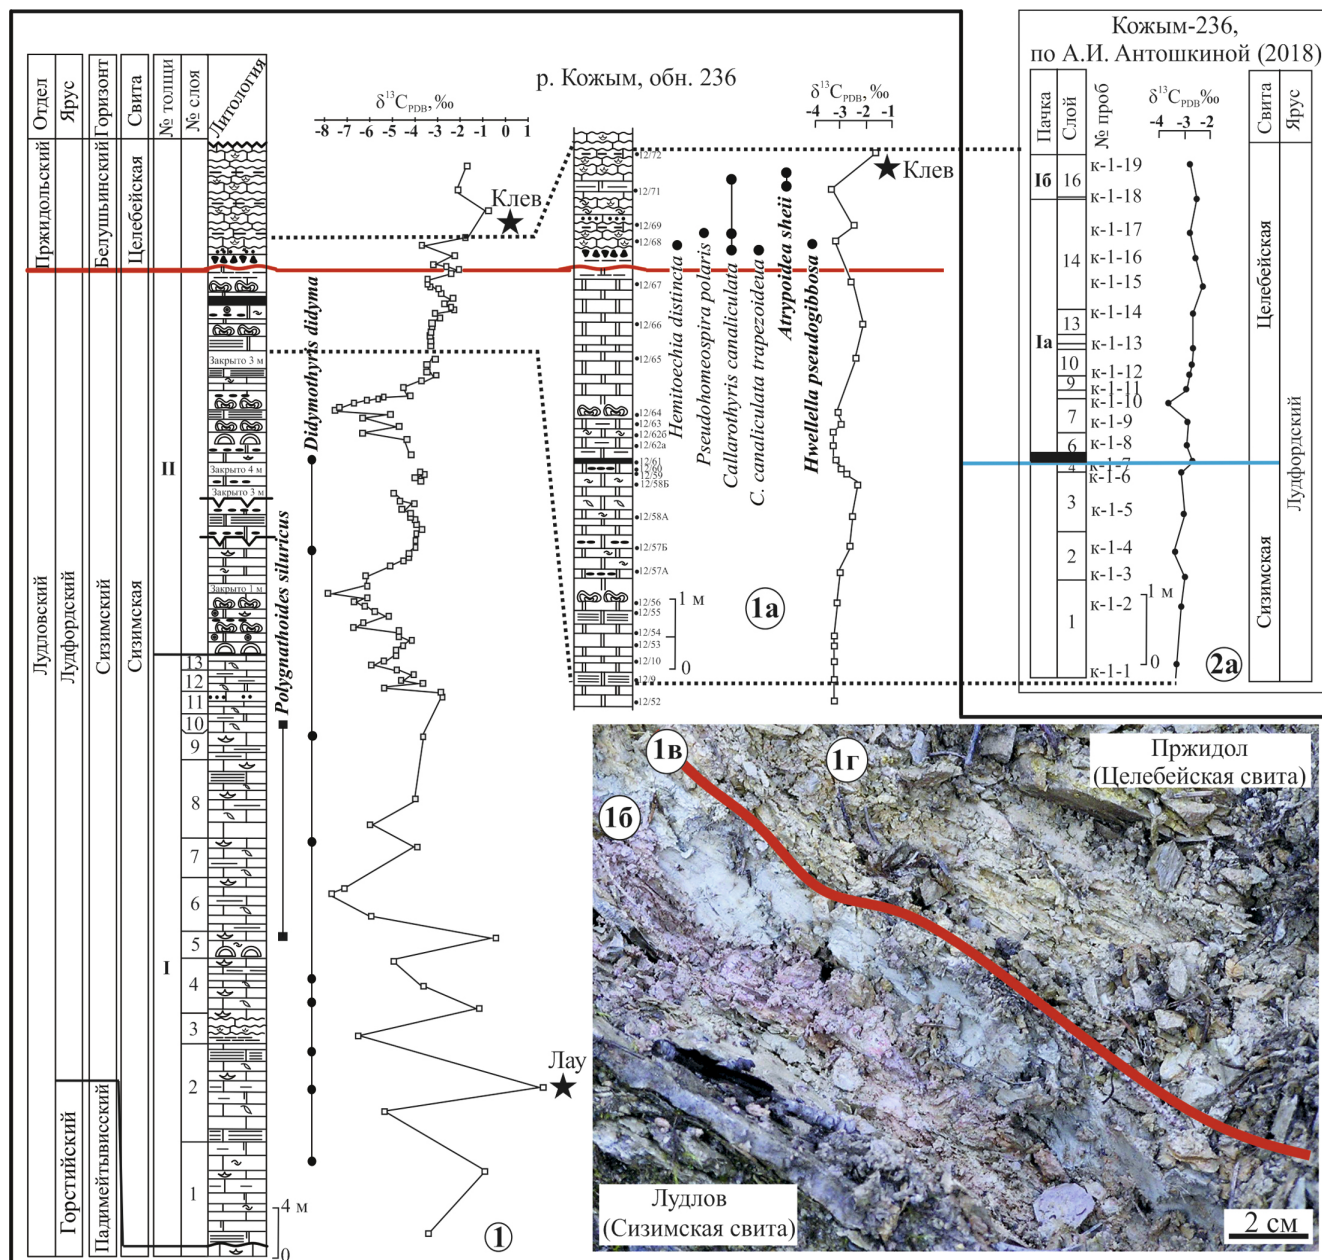 Отдел
Ярус
Горизонт
Свита
№ толщи
№ слоя
Литология
Пржидольский
Белушьинский
Целебейская
Лудловский
Лудфордский
Сизимский
Сизимская
Горстийский
Падимейтывисский
II
I
13
12
11
10
9
8
7
6
5
4
3
2
1
Закрыто 3 м
Закрыто 4 м
Закрыто 3 м
Закрыто 1 м
4 м
0
Didymothyris didyma
Polygnathoides siluricus
р. Кожым, обн. 236
δ¹³C PDB, ‰
-8 -7 -6 -5 -4 -3 -2 -1 0 1
Клев
Лау
1
12/72
12/71
12/69
12/68
12/67
12/66
12/65
12/64
12/63
12/62б
12/62а
12/61
12/60
12/59
12/58Б
12/58А
12/57Б
12/57А
12/56
12/55
12/54
12/53
12/10
12/9
12/52
1 м
0
Hemitoechia distincta
Pseudohomeospira polaris
Callarothyris canaliculata
C. canaliculata trapezoideua
Atrypoidea sheii
Hwellella pseudogibbosa
δ¹³C PDB, ‰
-4 -3 -2 -1
Клев
1а
Кожым-236,
по А.И. Антошкиной (2018)
Пачка
Слой
№ проб
δ¹³C PDB‰
-4 -3 -2
Свита
Ярус
Iб
Iа
16
14
13
10
9
7
6
4
3
2
1
к-1-19
к-1-18
к-1-17
к-1-16
к-1-15
к-1-14
к-1-13
к-1-12
к-1-11
к-1-10
к-1-9
к-1-8
к-1-7
к-1-6
к-1-5
к-1-4
к-1-3
к-1-2
к-1-1
1 м
0
Целебейская
Сизимская
Лудфордский
2а
1в
1г
1б
Пржидол
(Целебейская свита)
Лудлов
(Сизимская свита)
2 см